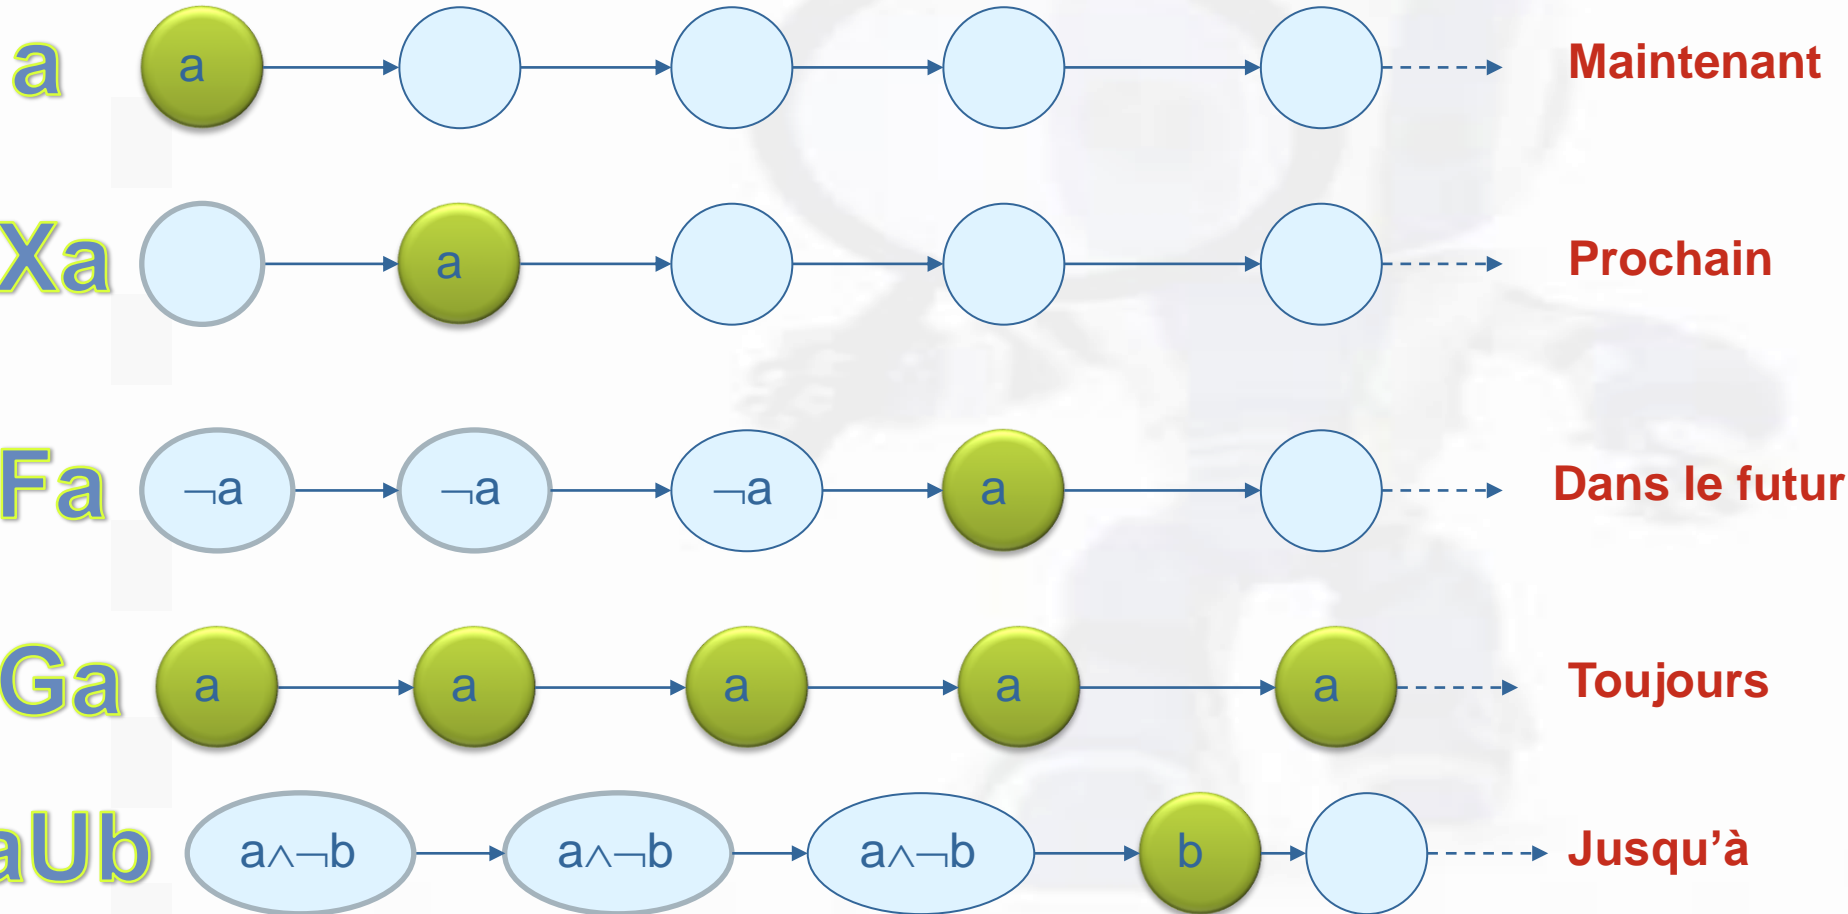 a a Maintenant
Xa a Prochain
Fa ¬a ¬a ¬a a Dans le futur
Ga a a a a a Toujours
aUb a∧¬b a∧¬b a∧¬b b Jusqu’à